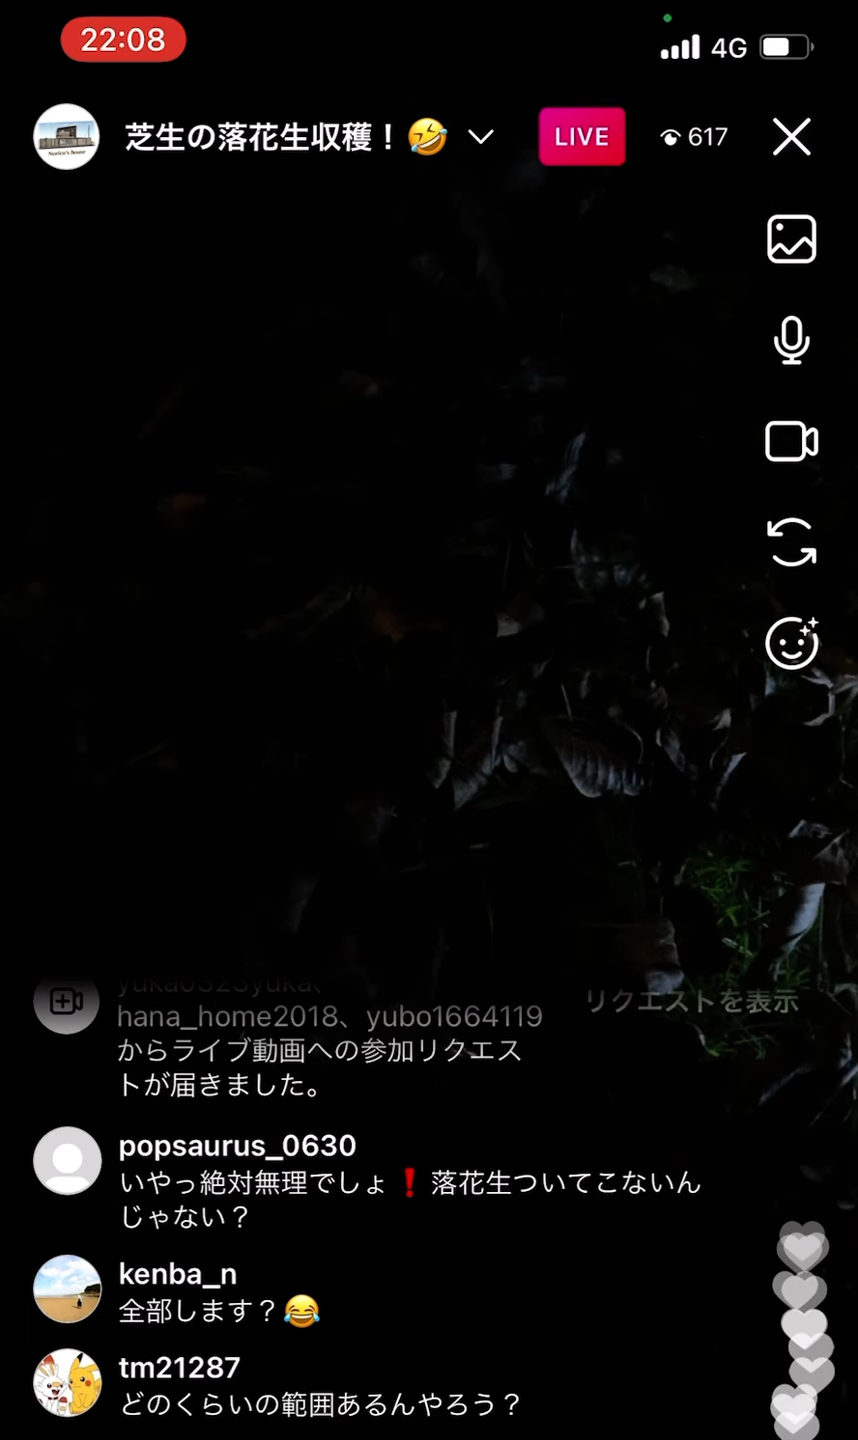 22:08
4G
芝生の落花生収穫！🤣
LIVE
617
Norico's house
yuka0323yuka、
hana_home2018、yubo1664119
からライブ動画への参加リクエス
トが届きました。
リクエストを表示
popsaurus_0630
いやっ絶対無理でしょ❗落花生ついてこないん
じゃない？
kenba_n
全部します？😂
tm21287
どのくらいの範囲あるんやろう？